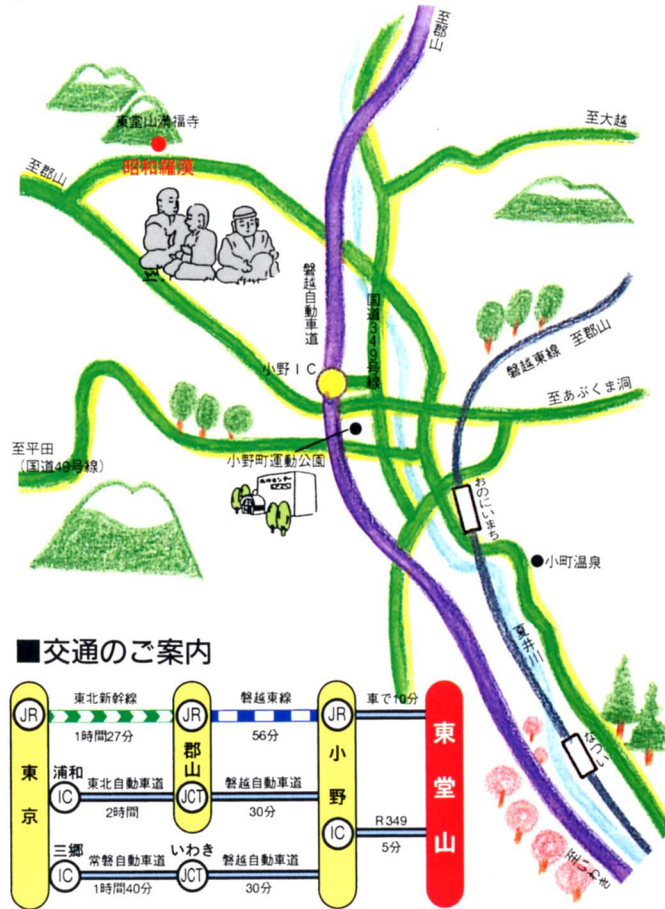 至郡山
東堂山満福寺
昭和羅漢
至郡山
至大越
磐越自動車道
国道349号線
磐越東線
至郡山
小野IC
至あぶくま洞
至平田
(国道49号線)
小野町運動公園
おのにいまち
小町温泉
夏井川
なつい
至いわき
■交通のご案内
JR
東北新幹線
1時間27分
JR
磐越東線
56分
JR
車で10分
東京
郡山
小野
東堂山
浦和
IC
東北自動車道
2時間
JCT
磐越自動車道
30分
IC
R349
5分
三郷
IC
常磐自動車道
1時間40分
いわき
JCT
磐越自動車道
30分